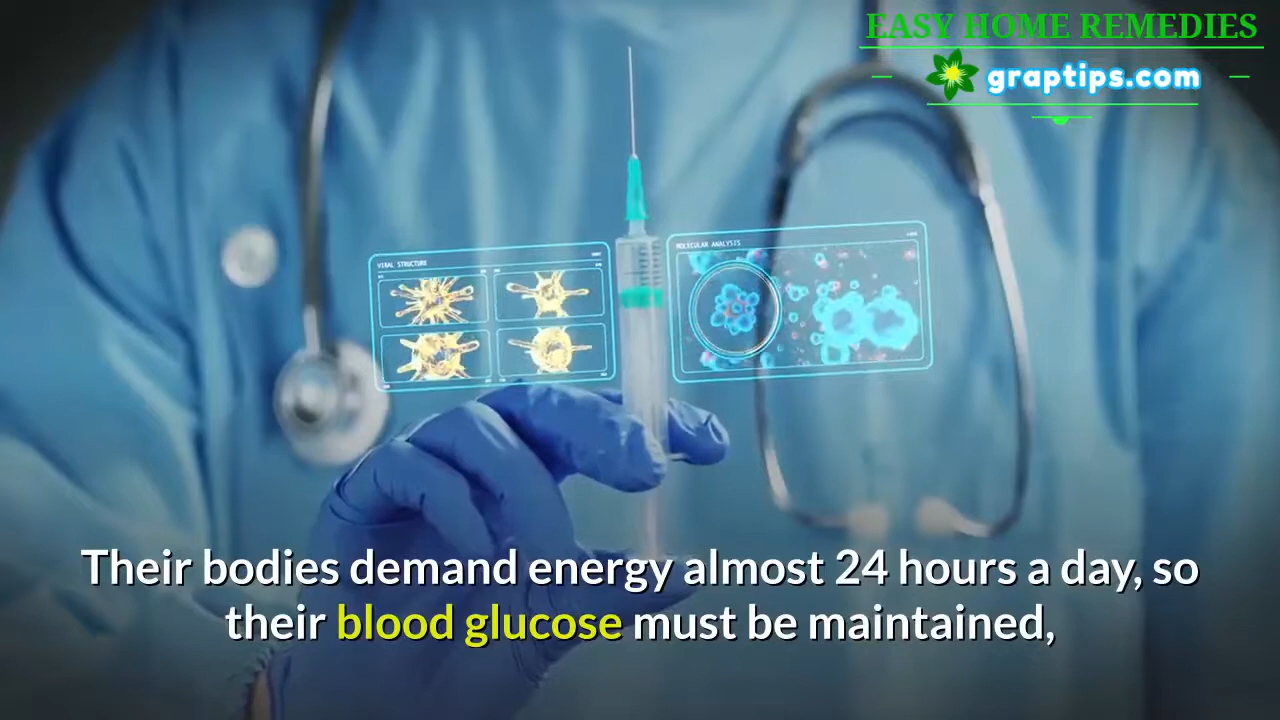 EASY HOME REMEDIES
graptips.com
VIRAL STRUCTURE
MOLECULAR ANALYSIS
Their bodies demand energy almost 24 hours a day, so
their blood glucose must be maintained,